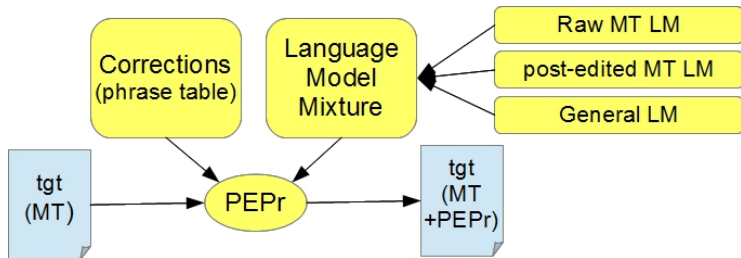 Corrections
(phrase table)
Language
Model
Mixture
Raw MT LM
post-edited MT LM
General LM
tgt
(MT)
PEPr
tgt
(MT
+PEPr)